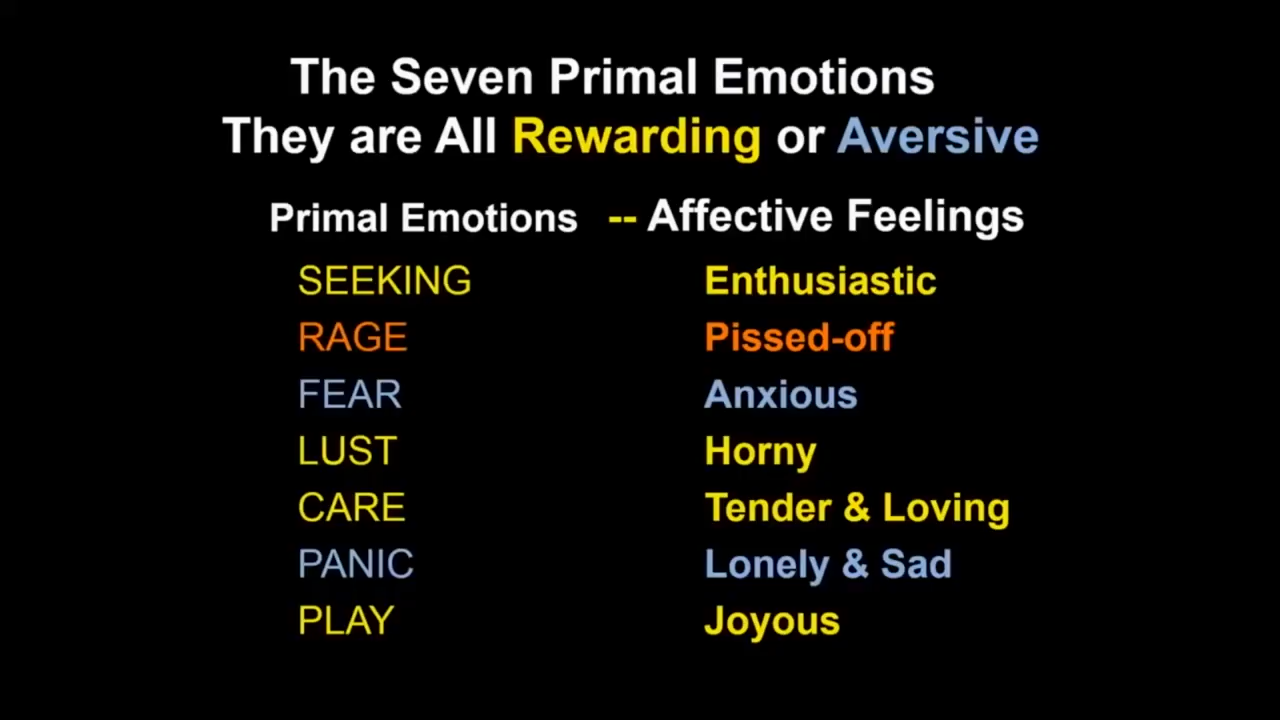 The Seven Primal Emotions
They are All Rewarding or Aversive
Primal Emotions -- Affective Feelings
SEEKING Enthusiastic
RAGE Pissed-off
FEAR Anxious
LUST Horny
CARE Tender & Loving
PANIC Lonely & Sad
PLAY Joyous